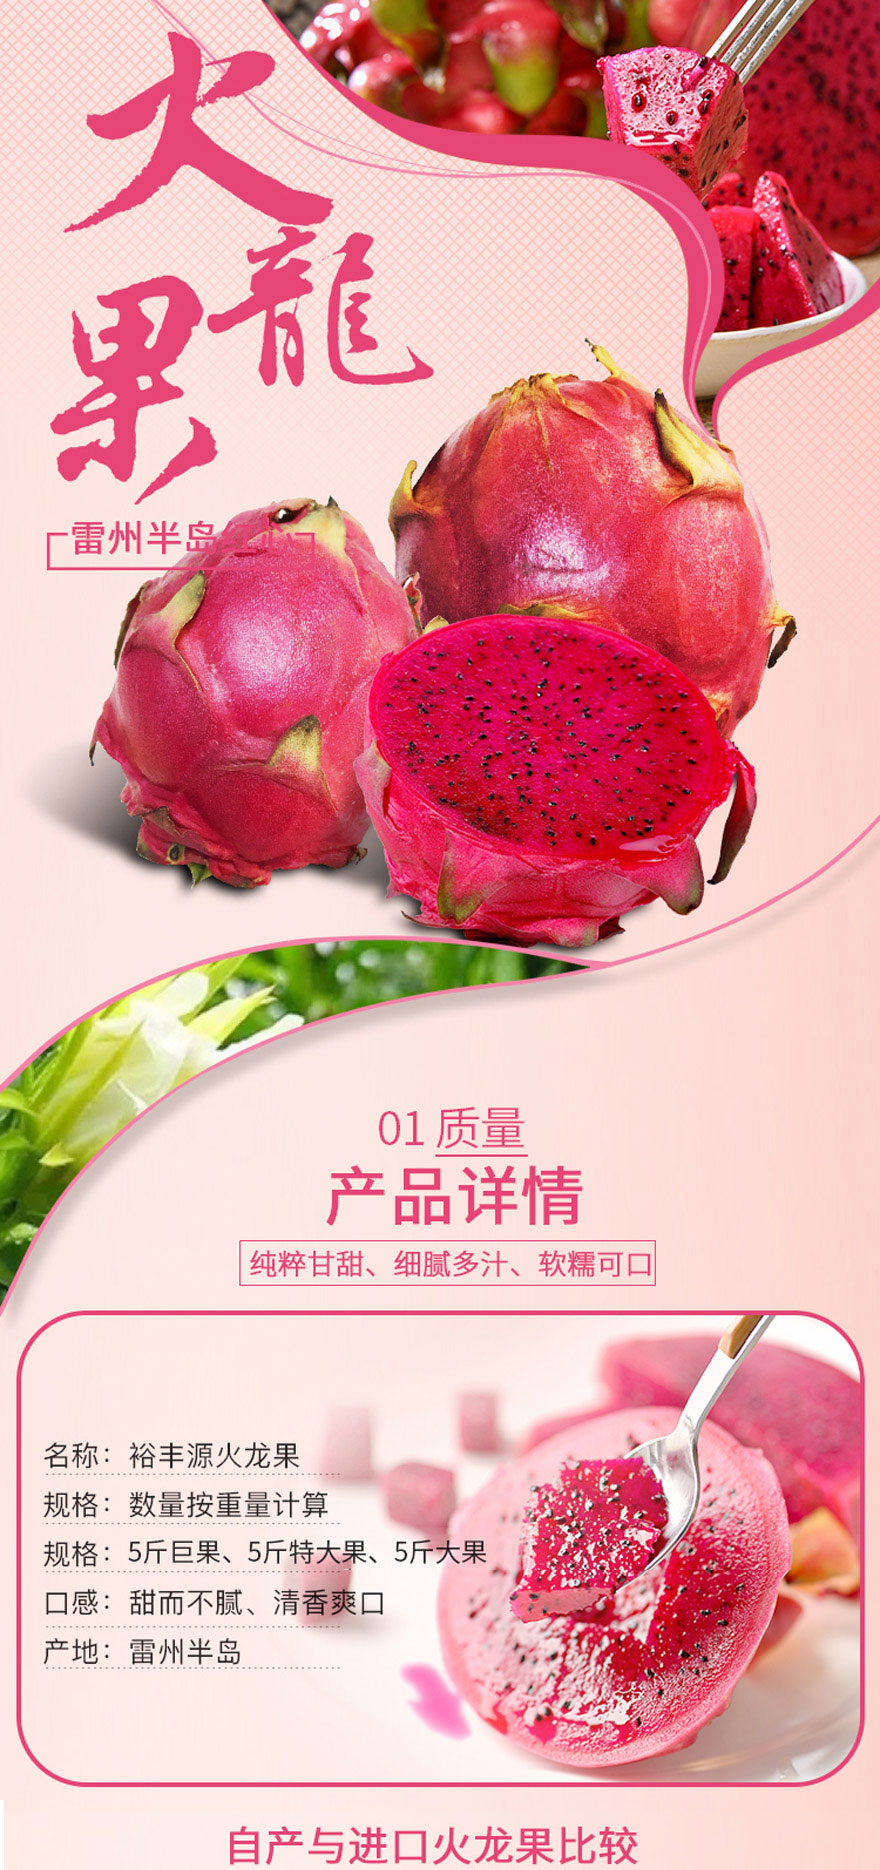 火龍果
雷州半岛
01 质量
产品详情
纯粹甘甜、细腻多汁、软糯可口
名称：裕丰源火龙果
规格：数量按重量计算
规格：5斤巨果、5斤特大果、5斤大果
口感：甜而不腻、清香爽口
产地：雷州半岛
自产与进口火龙果比较